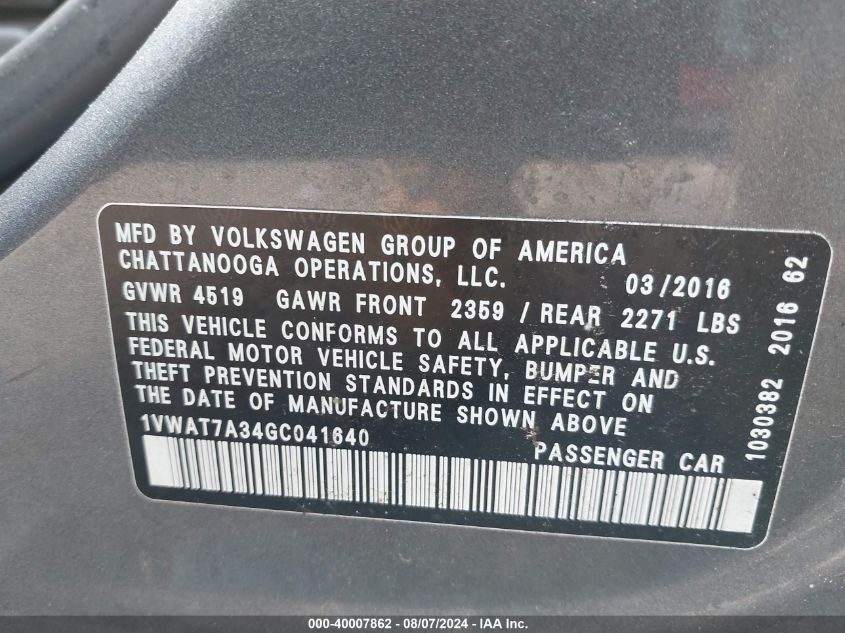 MFD BY VOLKSWAGEN GROUP OF AMERICA
CHATTANOOGA OPERATIONS, LLC. 03/2016
GVWR 4519 GAWR FRONT 2359 / REAR 2271 LBS
THIS VEHICLE CONFORMS TO ALL APPLICABLE U.S.
FEDERAL MOTOR VEHICLE SAFETY, BUMPER AND
THEFT PREVENTION STANDARDS IN EFFECT ON
THE DATE OF MANUFACTURE SHOWN ABOVE
1VWAT7A34GC041640 PASSENGER CAR
1030382 2016 62
000-40007862 - 08/07/2024 - IAA Inc.